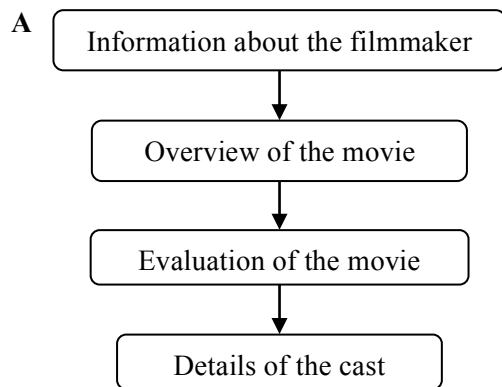 A
Information about the filmmaker
Overview of the movie
Evaluation of the movie
Details of the cast